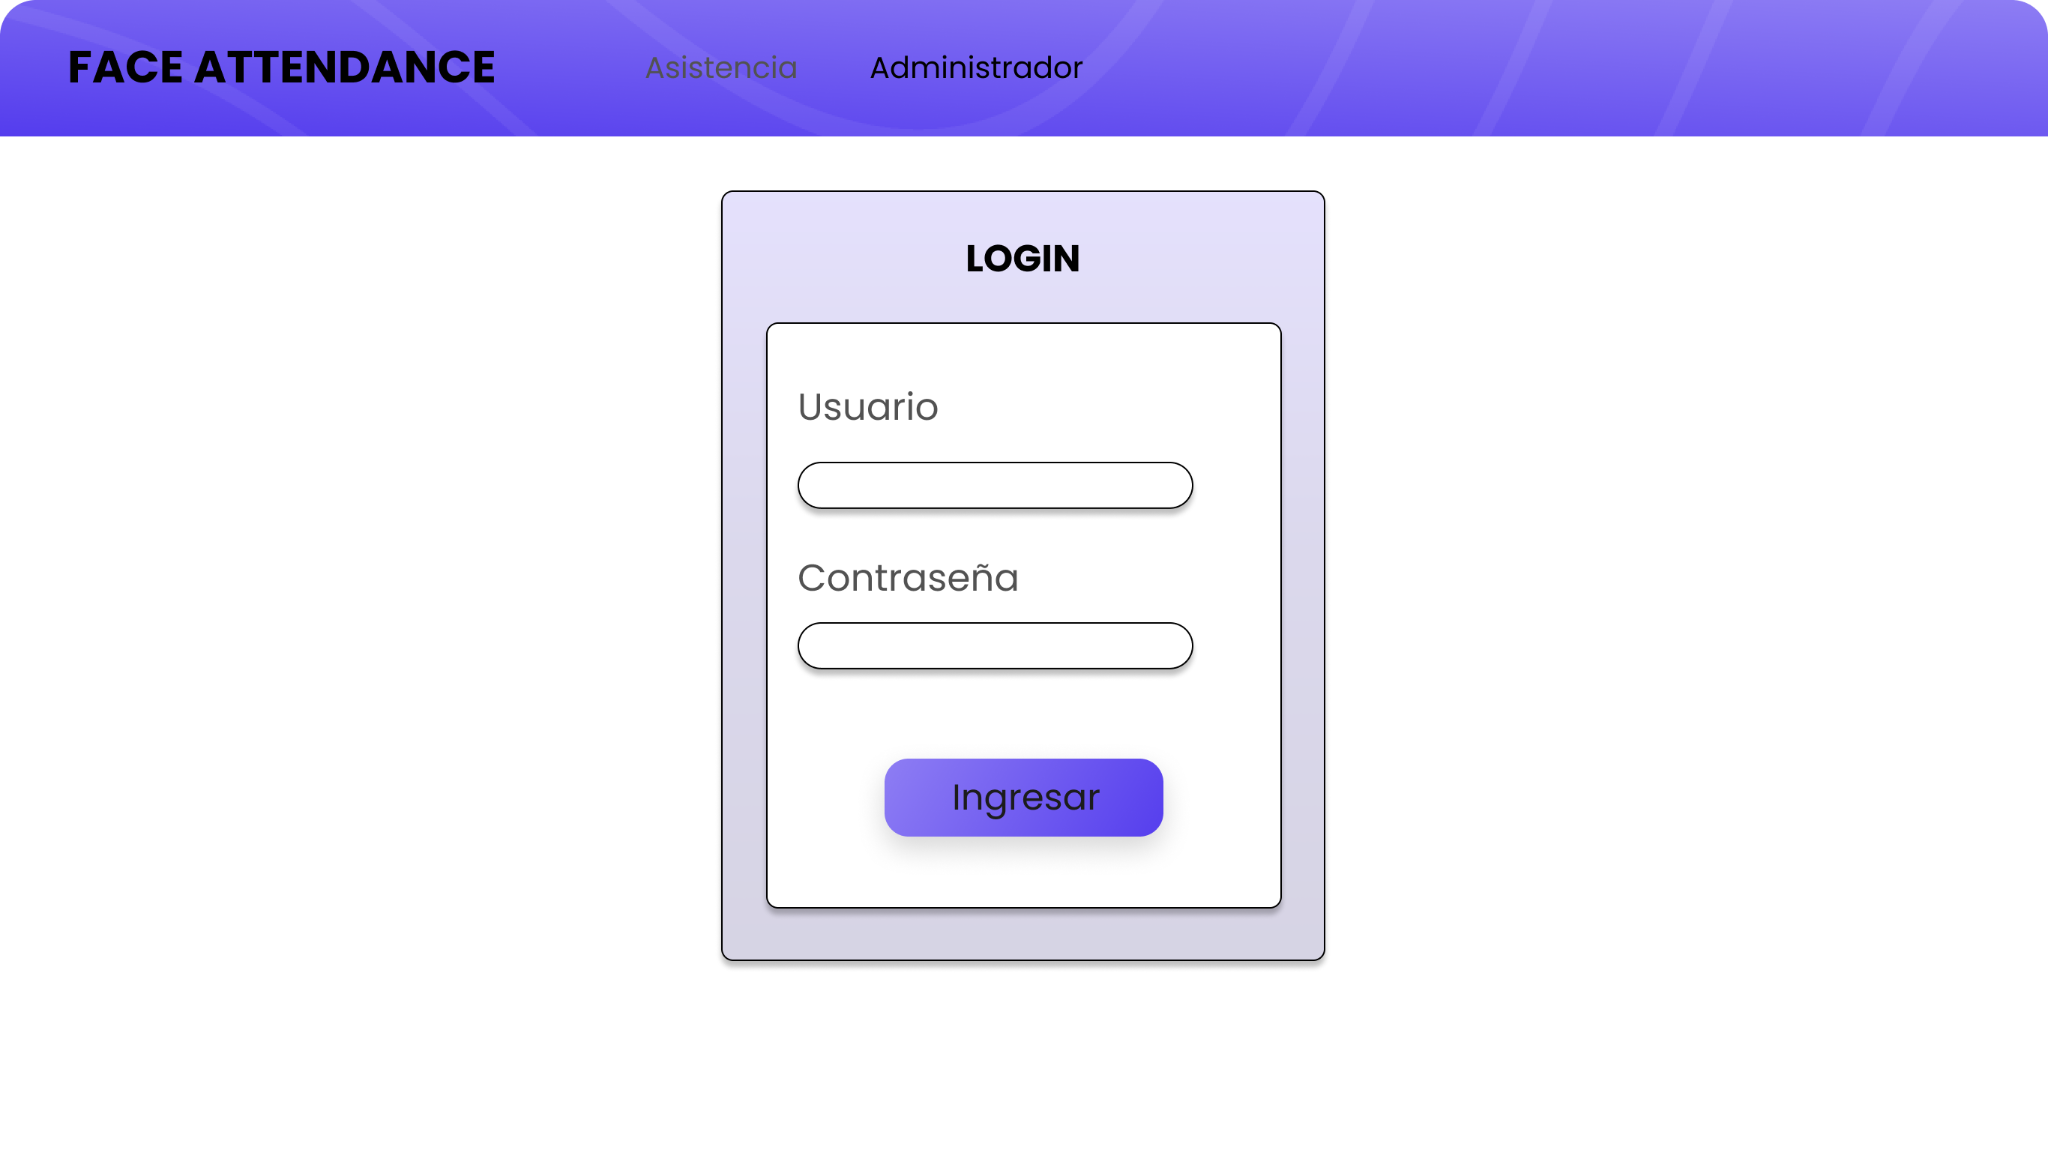 FACE ATTENDANCE
Asistencia
Administrador
LOGIN
Usuario
Contraseña
Ingresar